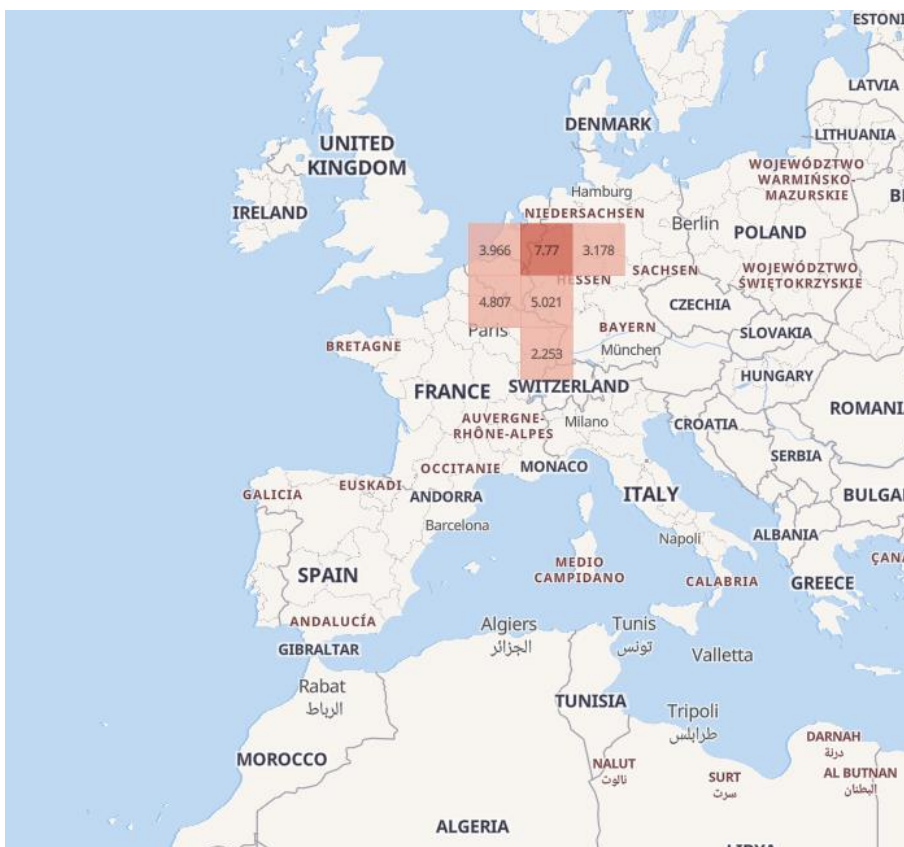 ESTONI
LATVIA
DENMARK
LITHUANIA
UNITED
KINGDOM
WOJEWÓDZTWO
WARMIŃSKO-
MAZURSKIE
Hamburg
BE
IRELAND
NIEDERSACHSEN
Berlin
POLAND
3.966
7.77
3.178
HESSEN
SACHSEN
WOJEWÓDZTWO
ŚWIĘTOKRZYSKIE
4.807
5.021
CZECHIA
Paris
BAYERN
SLOVAKIA
BRETAGNE
2.253
München
HUNGARY
FRANCE
SWITZERLAND
ROMANI
AUVERGNE-
RHÔNE-ALPES
Milano
CROATIA
SERBIA
OCCITANIE
MONACO
EUSKADI
GALICIA
ANDORRA
ITALY
BULGA
Barcelona
Napoli
ALBANIA
ÇANA
MEDIO
CAMPIDANO
SPAIN
CALABRIA
GREECE
ANDALUCÍA
Algiers
الجزائر
Tunis
تونس
GIBRALTAR
Valletta
Rabat
الرباط
TUNISIA
Tripoli
طرابلس
DARNAH
درنة
MOROCCO
NALUT
نالوت
SURT
سرت
AL BUTNAN
البطنان
ALGERIA
LIBYA